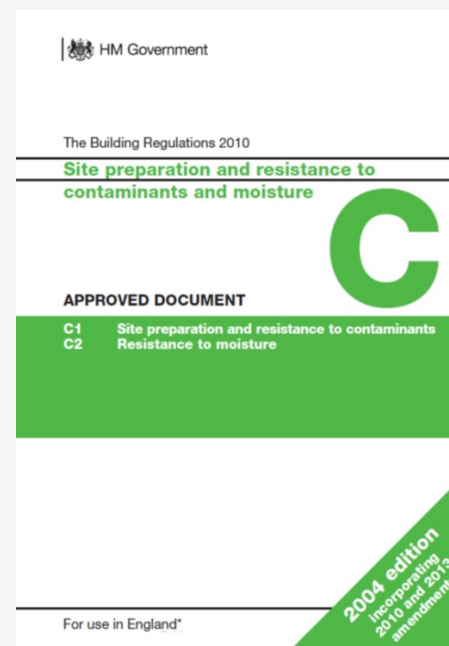 HM Government
The Building Regulations 2010
Site preparation and resistance to
contaminants and moisture
C
APPROVED DOCUMENT
C1 Site preparation and resistance to contaminants
C2 Resistance to moisture
2004 edition
incorporating
2010 and 2013
amendments
For use in England*